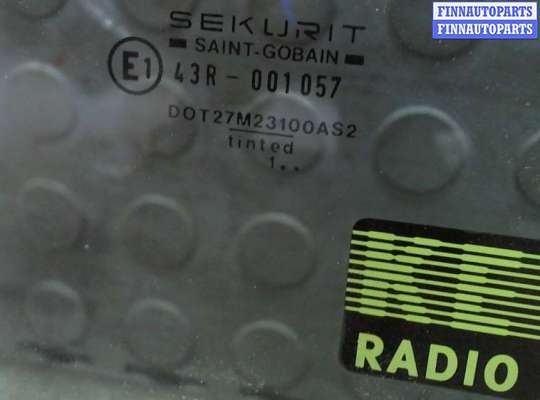 FINNAUTOPARTS
FINNAUTOPARTS
SEKURIT
SAINT-GOBAIN
E1 43R-001057
DOT27M23100AS2
tinted
1..
RADIO